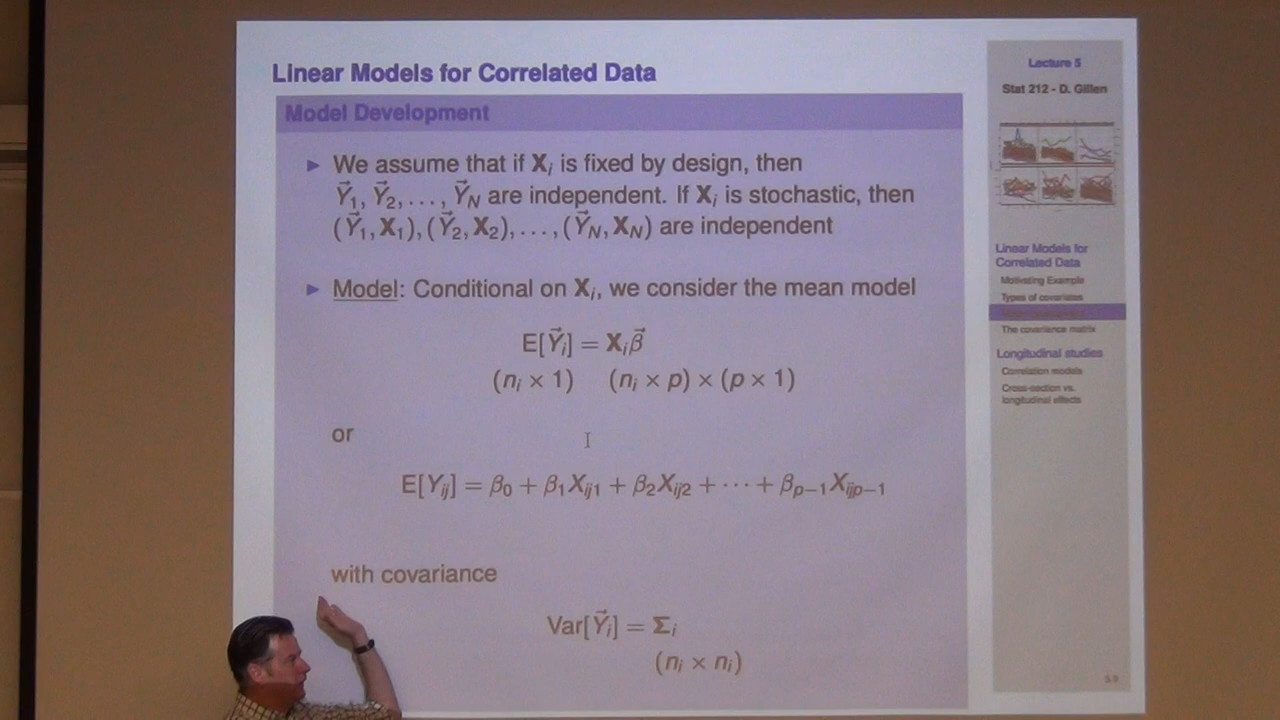 Linear Models for Correlated Data
Model Development
► We assume that if X_i is fixed by design, then
Y⃗_1, Y⃗_2, . . . , Y⃗_N are independent. If X_i is stochastic, then
(Y⃗_1, X_1), (Y⃗_2, X_2), . . . , (Y⃗_N, X_N) are independent
► Model: Conditional on X_i, we consider the mean model
E[Y⃗_i] = X_iβ⃗
(n_i × 1) (n_i × p) × (p × 1)
or
E[Y_ij] = β_0 + β_1X_ij1 + β_2X_ij2 + · · · + β_p−1X_ijp−1
with covariance
Var[Y⃗_i] = Σ_i
(n_i × n_i)
Lecture 5
Stat 212 - D. Gillen
Linear Models for
Correlated Data
Motivating Example
Types of covariates
The covariance matrix
Longitudinal studies
Correlation models
Cross-section vs.
longitudinal effects